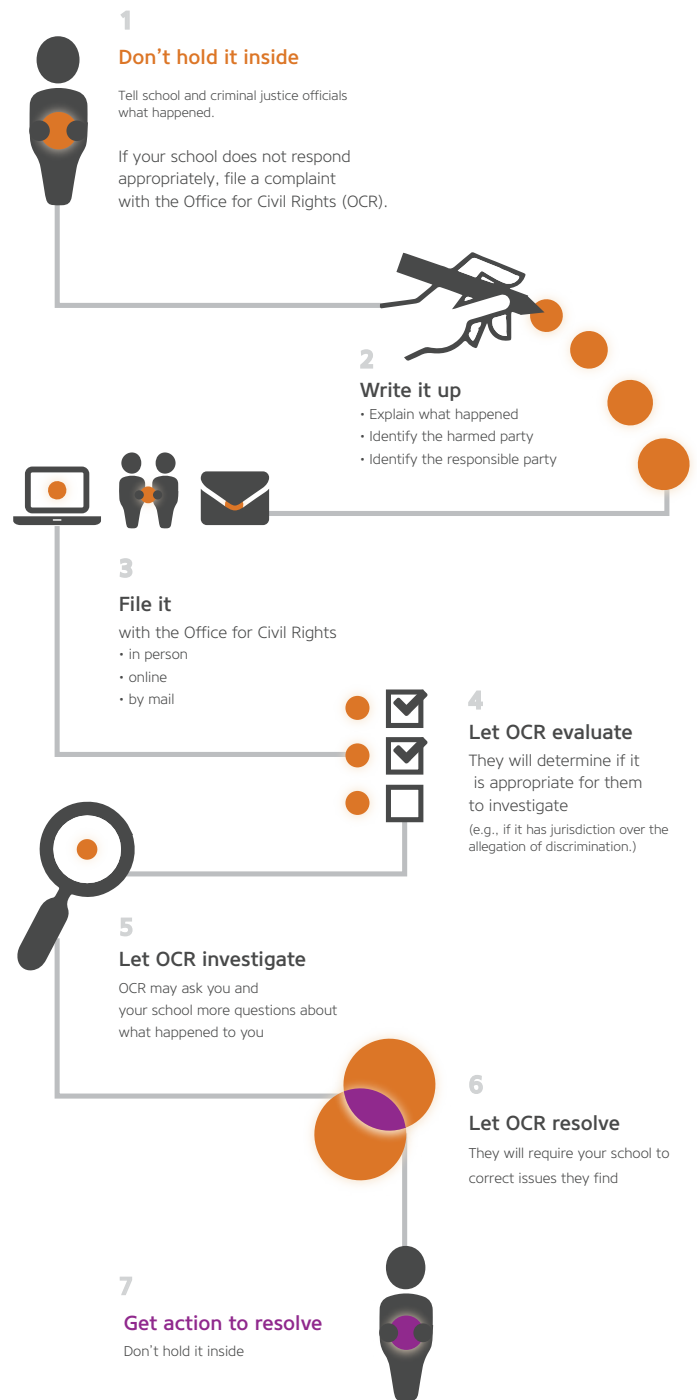 1
Don't hold it inside
Tell school and criminal justice officials
what happened.
If your school does not respond
appropriately, file a complaint
with the Office for Civil Rights (OCR).
2
Write it up
• Explain what happened
• Identify the harmed party
• Identify the responsible party
3
File it
with the Office for Civil Rights
• in person
• online
• by mail
4
Let OCR evaluate
They will determine if it
is appropriate for them
to investigate
(e.g., if it has jurisdiction over the
allegation of discrimination.)
5
Let OCR investigate
OCR may ask you and
your school more questions about
what happened to you
6
Let OCR resolve
They will require your school to
correct issues they find
7
Get action to resolve
Don't hold it inside